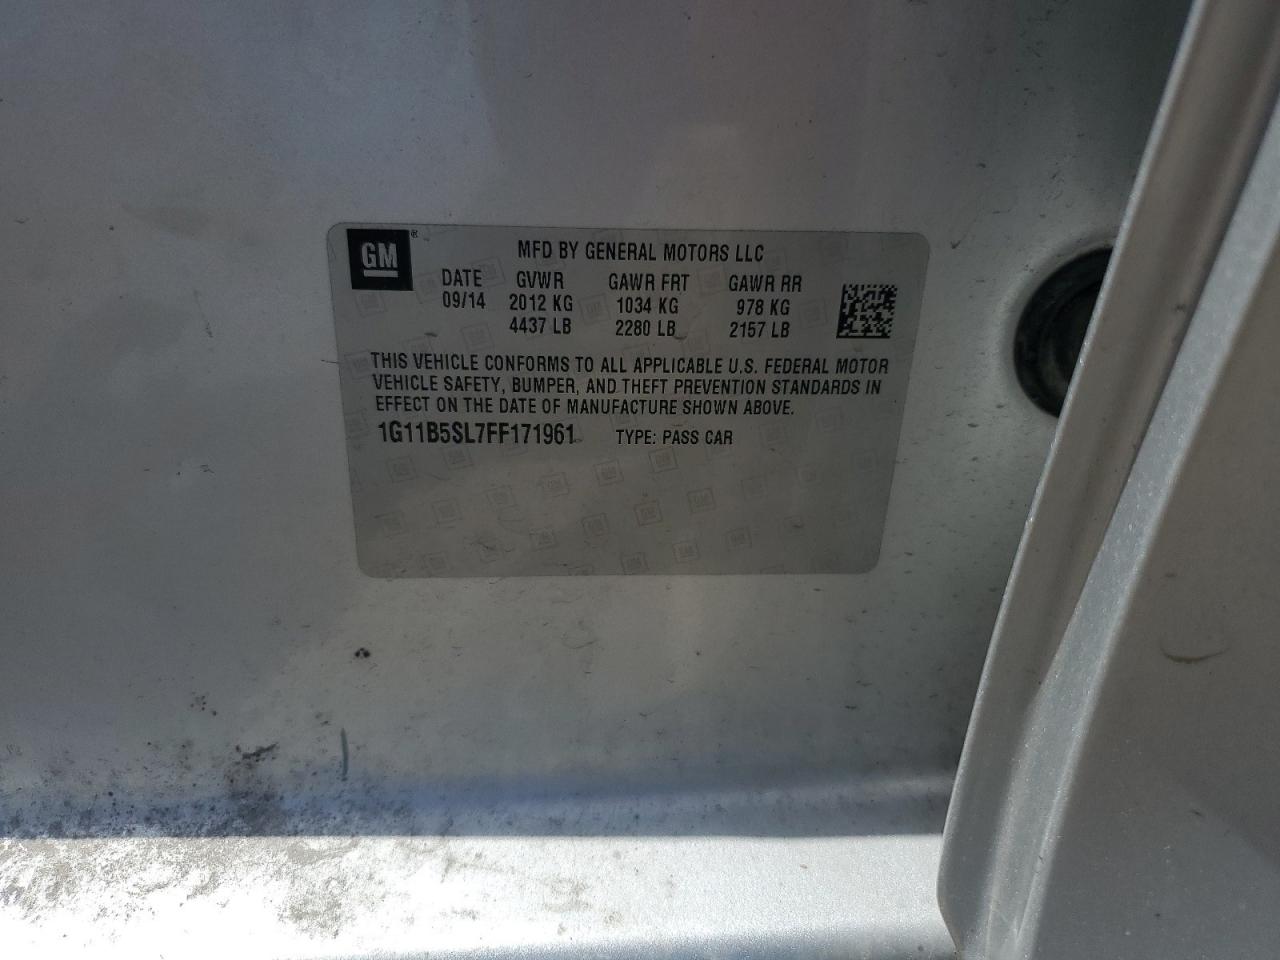 GM ®
MFD BY GENERAL MOTORS LLC
DATE GVWR GAWR FRT GAWR RR
09/14 2012 KG 1034 KG 978 KG
4437 LB 2280 LB 2157 LB
THIS VEHICLE CONFORMS TO ALL APPLICABLE U.S. FEDERAL MOTOR
VEHICLE SAFETY, BUMPER, AND THEFT PREVENTION STANDARDS IN
EFFECT ON THE DATE OF MANUFACTURE SHOWN ABOVE.
1G11B5SL7FF171961 TYPE: PASS CAR